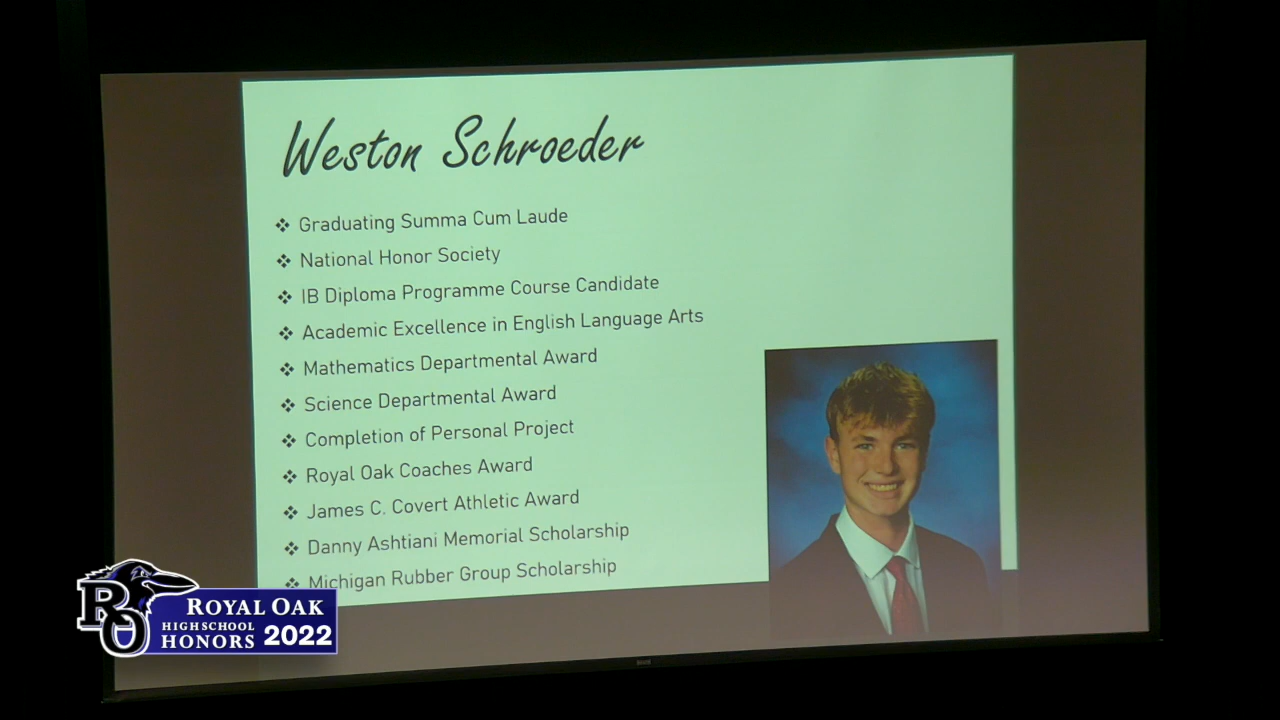 Weston Schroeder
Graduating Summa Cum Laude
National Honor Society
IB Diploma Programme Course Candidate
Academic Excellence in English Language Arts
Mathematics Departmental Award
Science Departmental Award
Completion of Personal Project
Royal Oak Coaches Award
James C. Covert Athletic Award
Danny Ashtiani Memorial Scholarship
Michigan Rubber Group Scholarship
RO
ROYAL OAK
HIGH SCHOOL
HONORS 2022